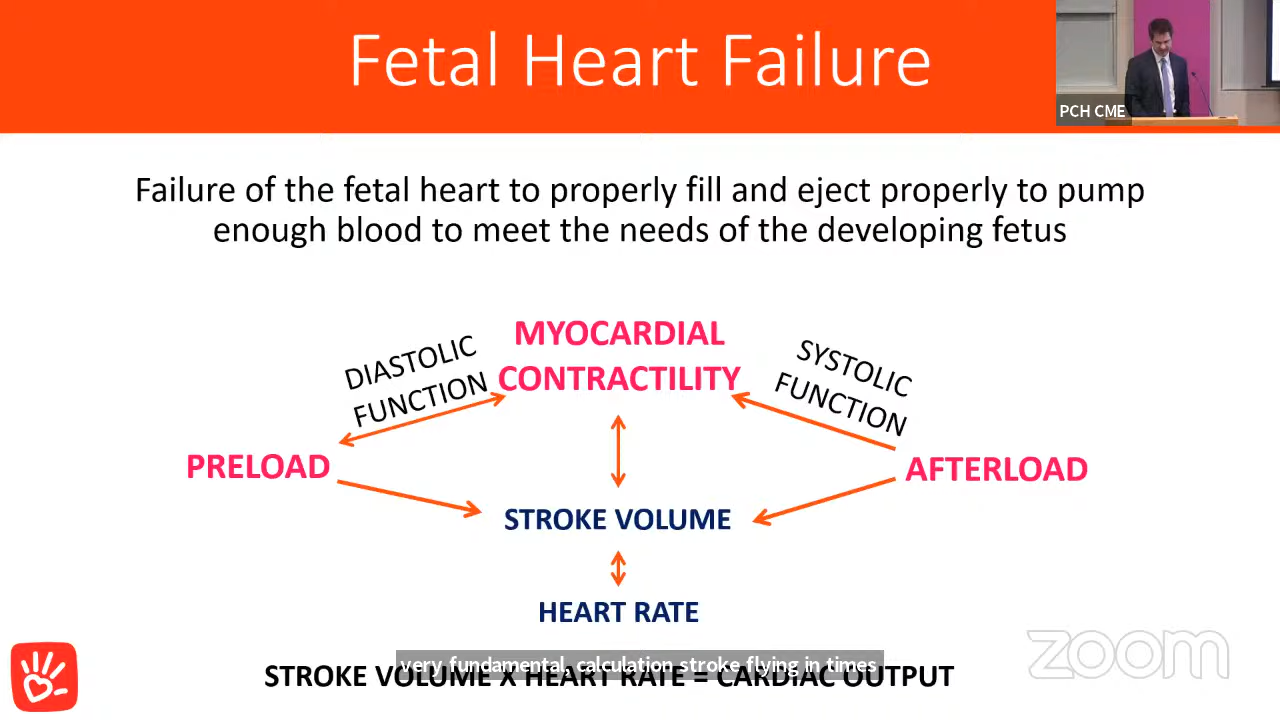 Fetal Heart Failure
PCH CME
Failure of the fetal heart to properly fill and eject properly to pump
enough blood to meet the needs of the developing fetus
DIASTOLIC
FUNCTION
MYOCARDIAL
CONTRACTILITY
SYSTOLIC
FUNCTION
PRELOAD
AFTERLOAD
STROKE VOLUME
HEART RATE
zoom
very fundamental, calculation stroke flying in times
STROKE VOLUME X HEART RATE = CARDIAC OUTPUT